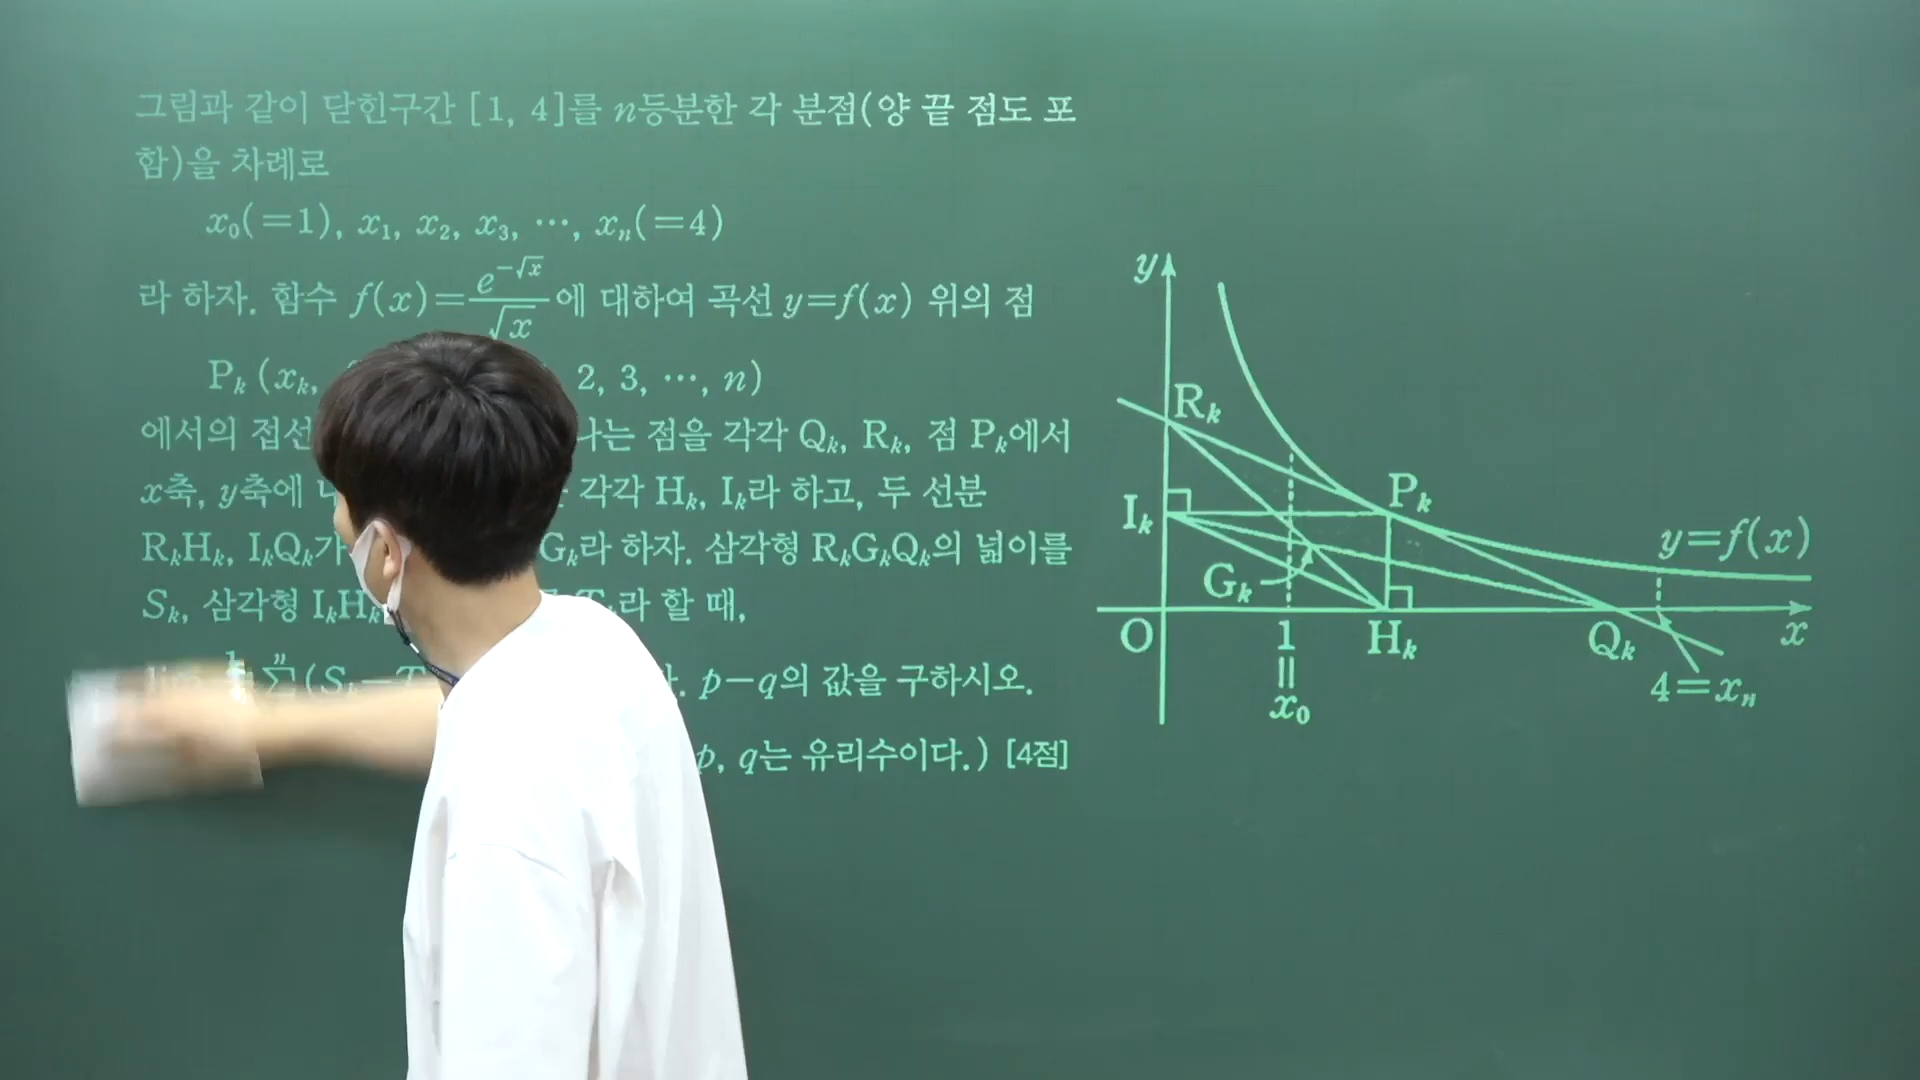 그림과 같이 닫힌구간 [1, 4]를 n등분한 각 분점(양 끝 점도 포
함)을 차례로
x₀(=1), x₁, x₂, x₃, ⋯, xₙ(=4)
라 하자. 함수 f(x)=e^{-√x}/√x에 대하여 곡선 y=f(x) 위의 점
Pₖ(xₖ, 2, 3, ⋯, n)
에서의 접선 나는 점을 각각 Qₖ, Rₖ, 점 Pₖ에서
x축, y축에 각각 Hₖ, Iₖ라 하고, 두 선분
RₖHₖ, IₖQₖ가 Gₖ라 하자. 삼각형 RₖGₖQₖ의 넓이를
Sₖ, 삼각형 IₖHₖ 라 할 때,
∑ⁿ(Sₖ-T p-q의 값을 구하시오.
p, q는 유리수이다.) [4점]
y
Rₖ
Pₖ
Iₖ
y=f(x)
Gₖ
O
1
Hₖ
Qₖ
x
=
x₀
4=xₙ